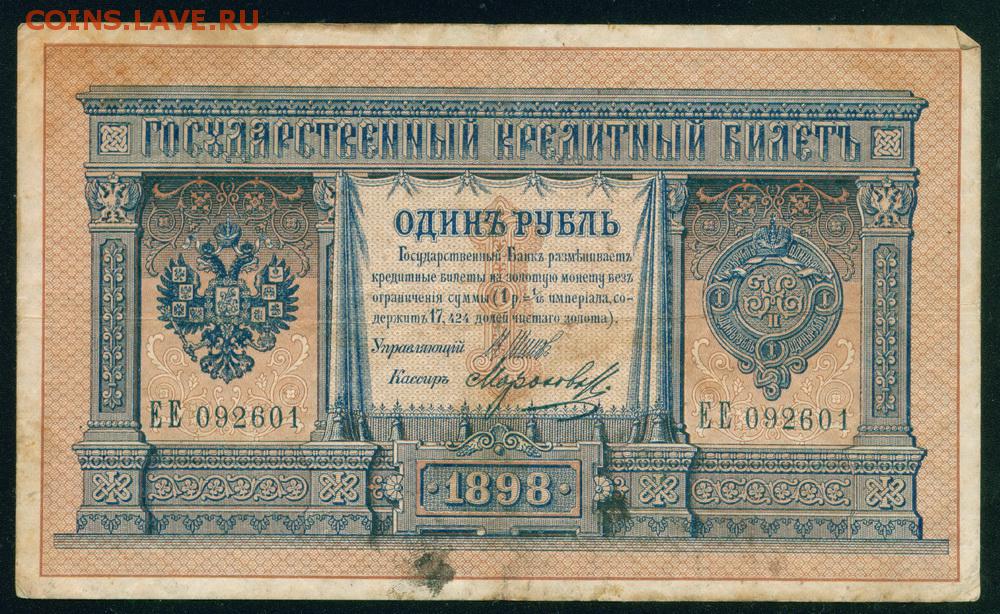 COINS.LAVE.RU
ГОСУДАРСТВЕННЫЙ КРЕДИТНЫЙ БИЛЕТЪ
ОДИНЪ РУБЛЬ
Государственный Банкъ размѣниваетъ
кредитные билеты на золотую монету безъ
ограниченія суммы (1 р.=1/15 имперіала, со-
держитъ 17,424 долей чистаго золота).
Управляющій
Кассиръ
ЕЕ 092601
ЕЕ 092601
1898